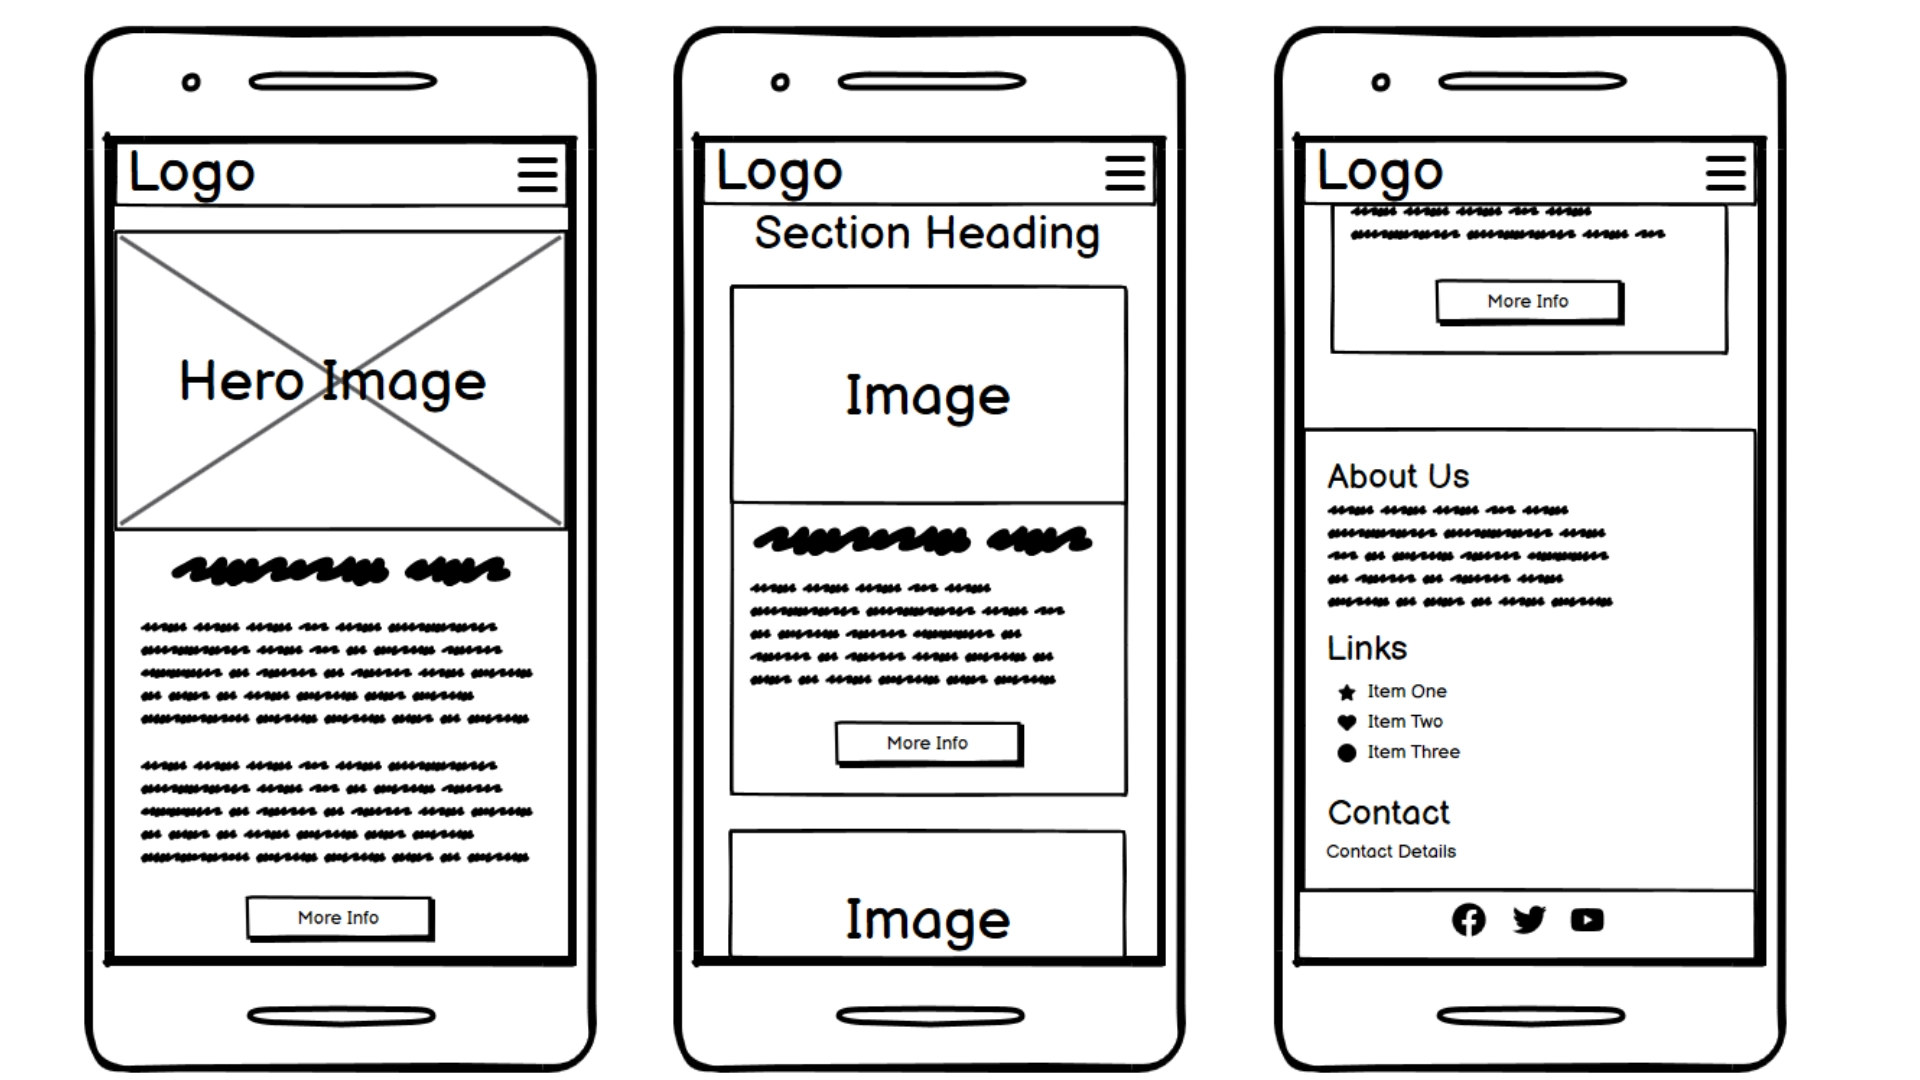 Logo
Hero Image
More Info
Logo
Section Heading
Image
More Info
Image
Logo
More Info
About Us
Links
Item One
Item Two
Item Three
Contact
Contact Details